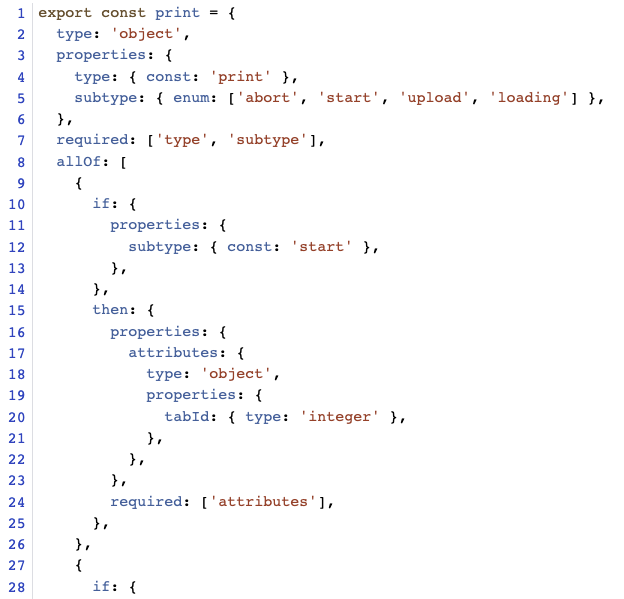 1 export const print = {
2   type: 'object',
3   properties: {
4     type: { const: 'print' },
5     subtype: { enum: ['abort', 'start', 'upload', 'loading'] },
6   },
7   required: ['type', 'subtype'],
8   allOf: [
9     {
10       if: {
11         properties: {
12           subtype: { const: 'start' },
13         },
14       },
15       then: {
16         properties: {
17           attributes: {
18             type: 'object',
19             properties: {
20               tabId: { type: 'integer' },
21             },
22           },
23         },
24         required: ['attributes'],
25       },
26     },
27     {
28       if: {